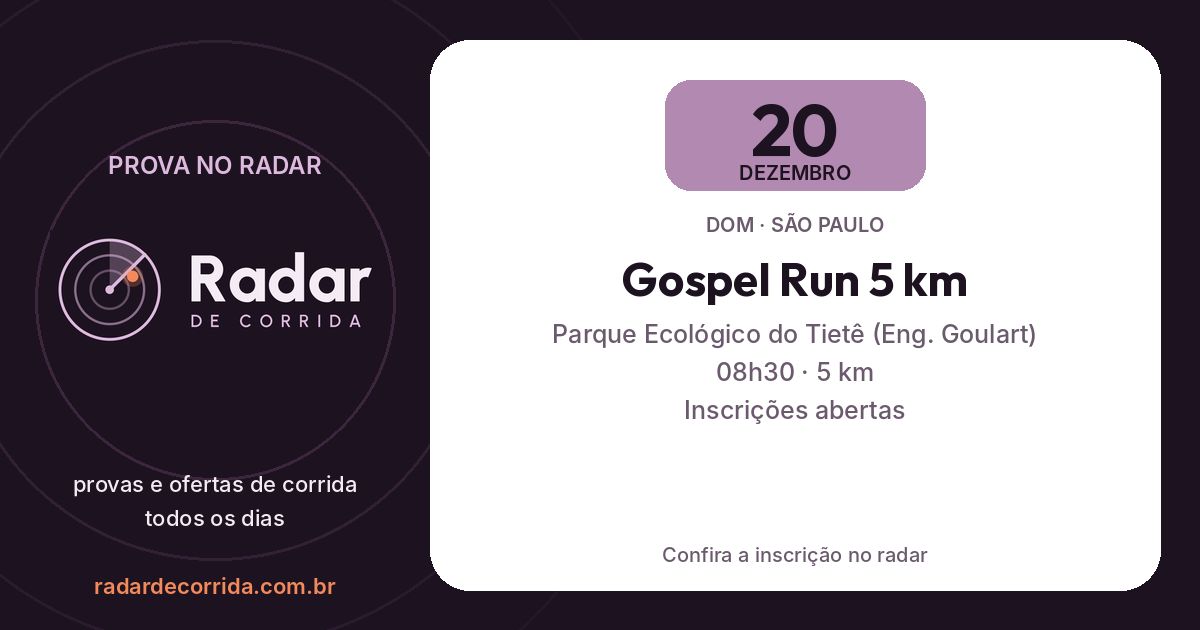 PROVA NO RADAR
Radar
DE CORRIDA
provas e ofertas de corrida
todos os dias
radardecorrida.com.br
20
DEZEMBRO
DOM · SÃO PAULO
Gospel Run 5 km
Parque Ecológico do Tietê (Eng. Goulart)
08h30 · 5 km
Inscrições abertas
Confira a inscrição no radar